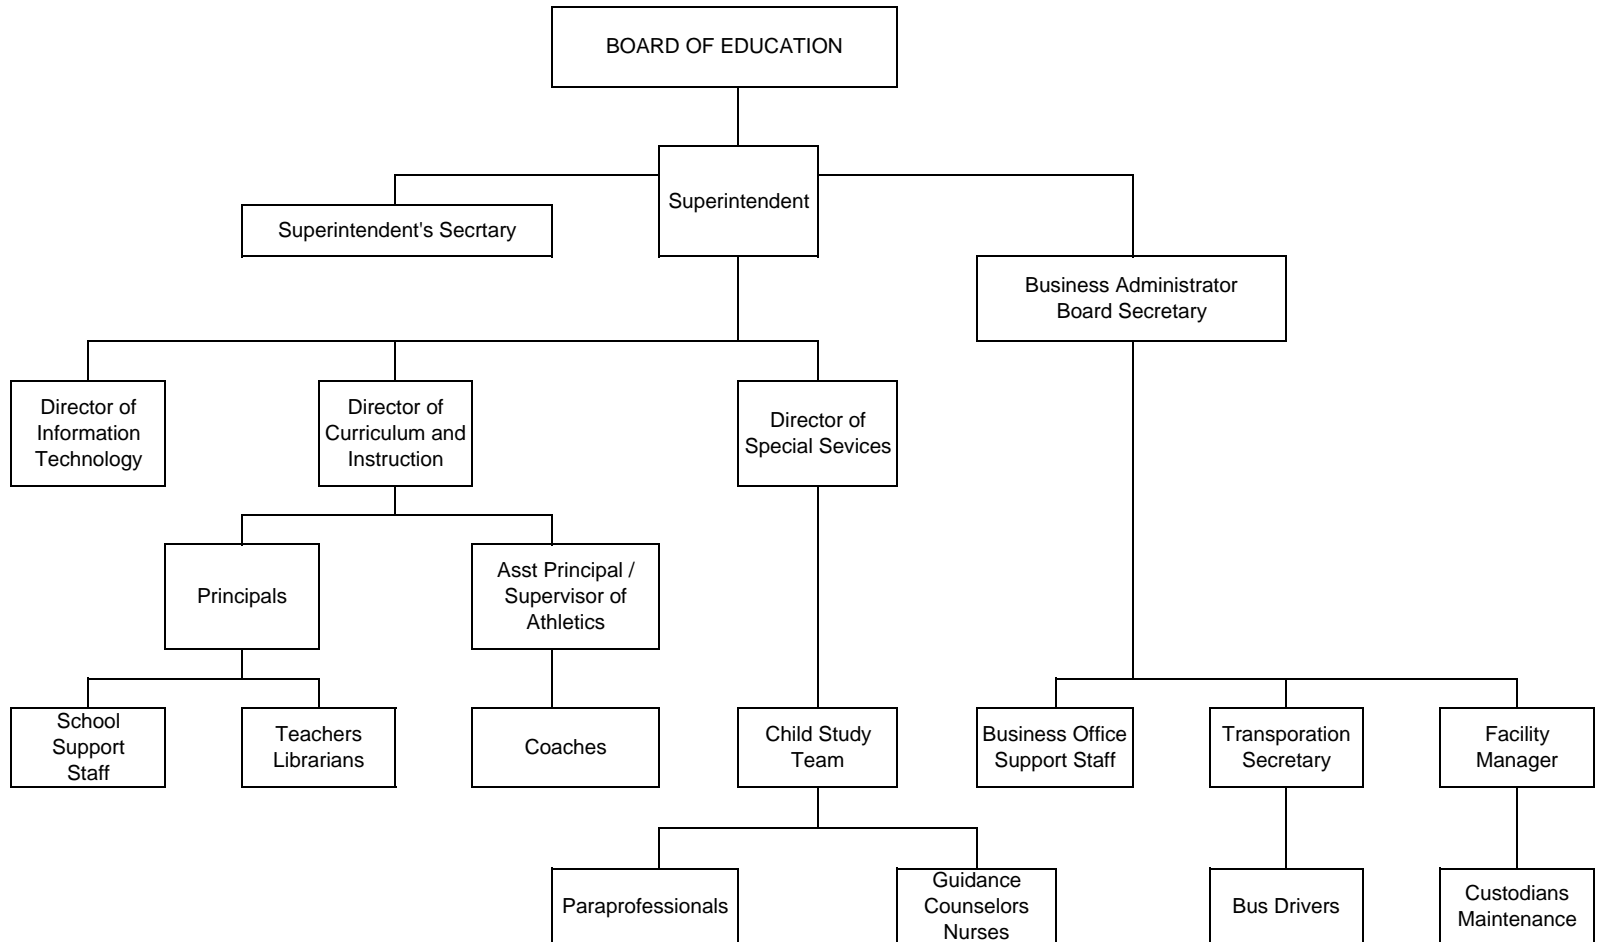 BOARD OF EDUCATION
Superintendent
Superintendent's Secrtary
Business Administrator
Board Secretary
Director of
Information
Technology
Director of
Curriculum and
Instruction
Director of
Special Sevices
Principals
Asst Principal /
Supervisor of
Athletics
School
Support
Staff
Teachers
Librarians
Coaches
Child Study
Team
Business Office
Support Staff
Transporation
Secretary
Facility
Manager
Paraprofessionals
Guidance
Counselors
Nurses
Bus Drivers
Custodians
Maintenance